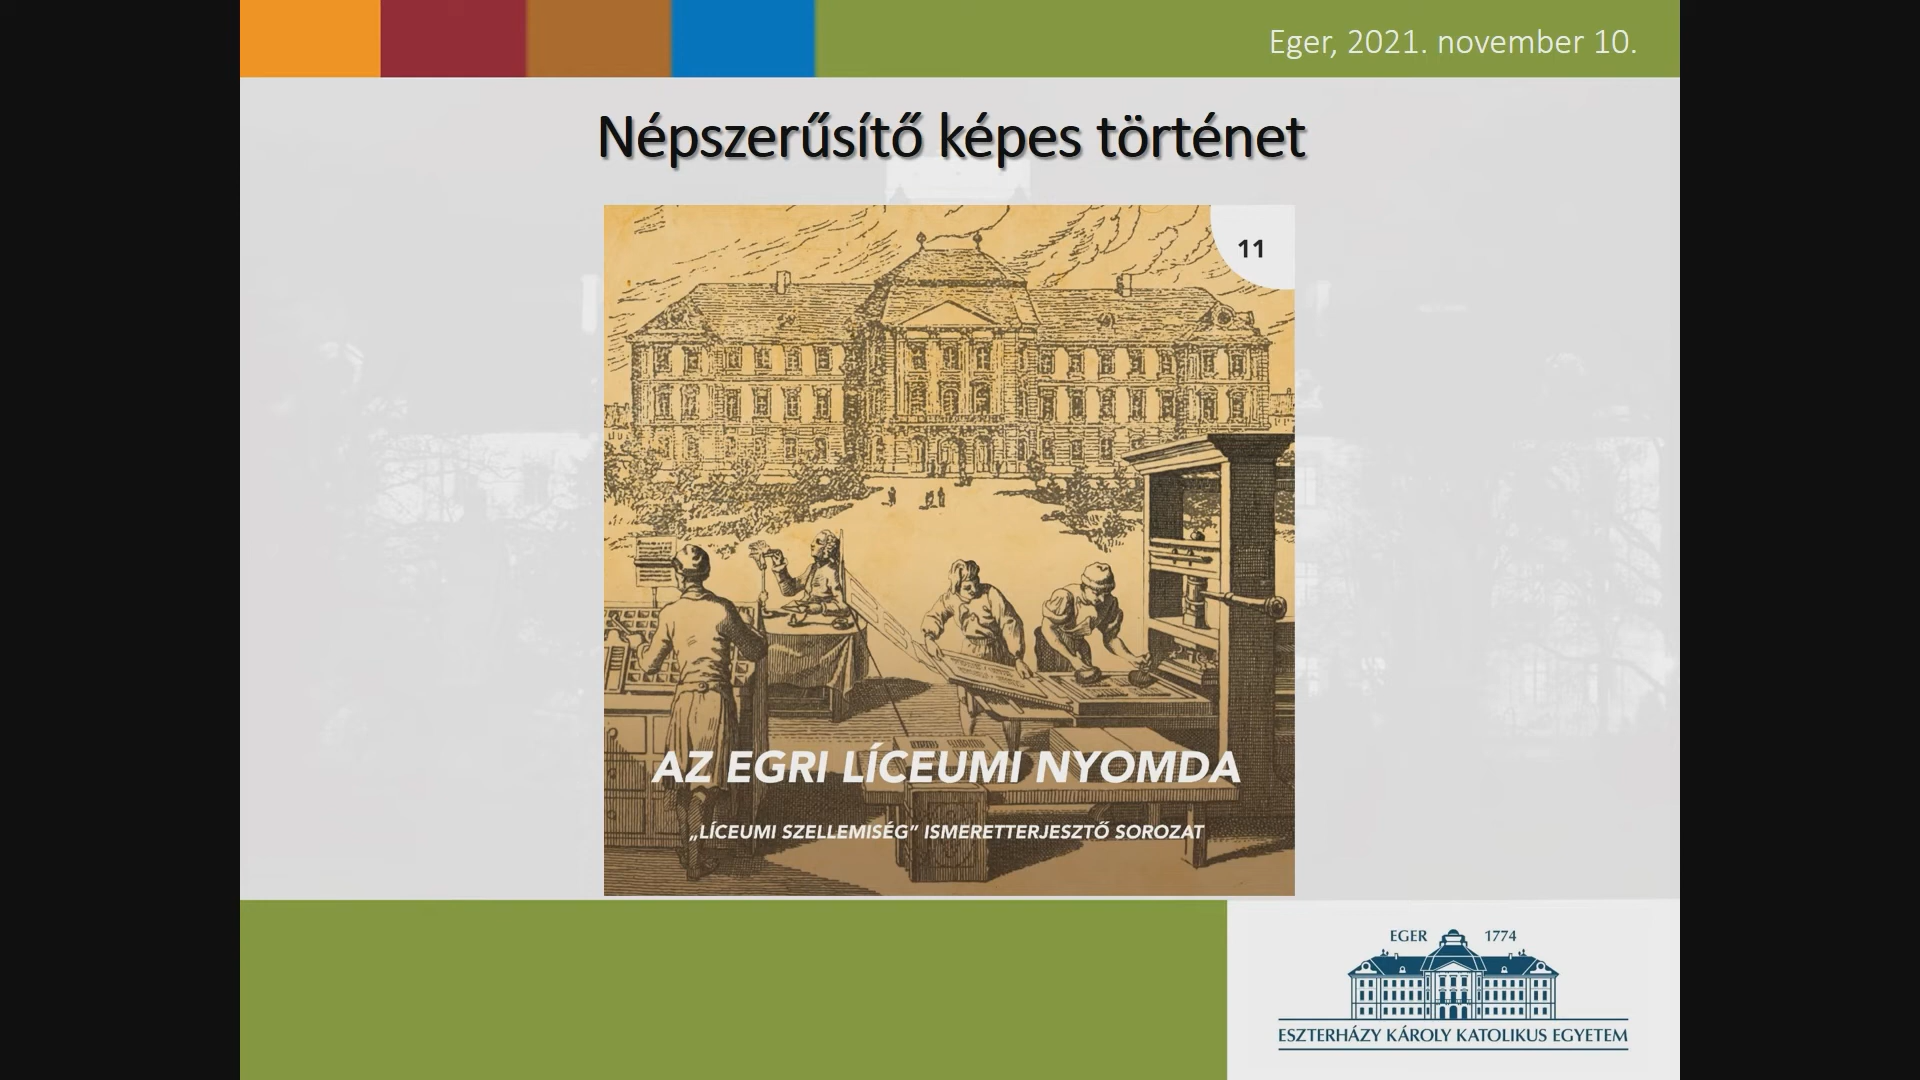 Eger, 2021. november 10.
Népszerűsítő képes történet
11
AZ EGRI LÍCEUMI NYOMDA
„LÍCEUMI SZELLEMISÉG” ISMERETTERJESZTŐ SOROZAT
EGER 1774
ESZTERHÁZY KÁROLY KATOLIKUS EGYETEM